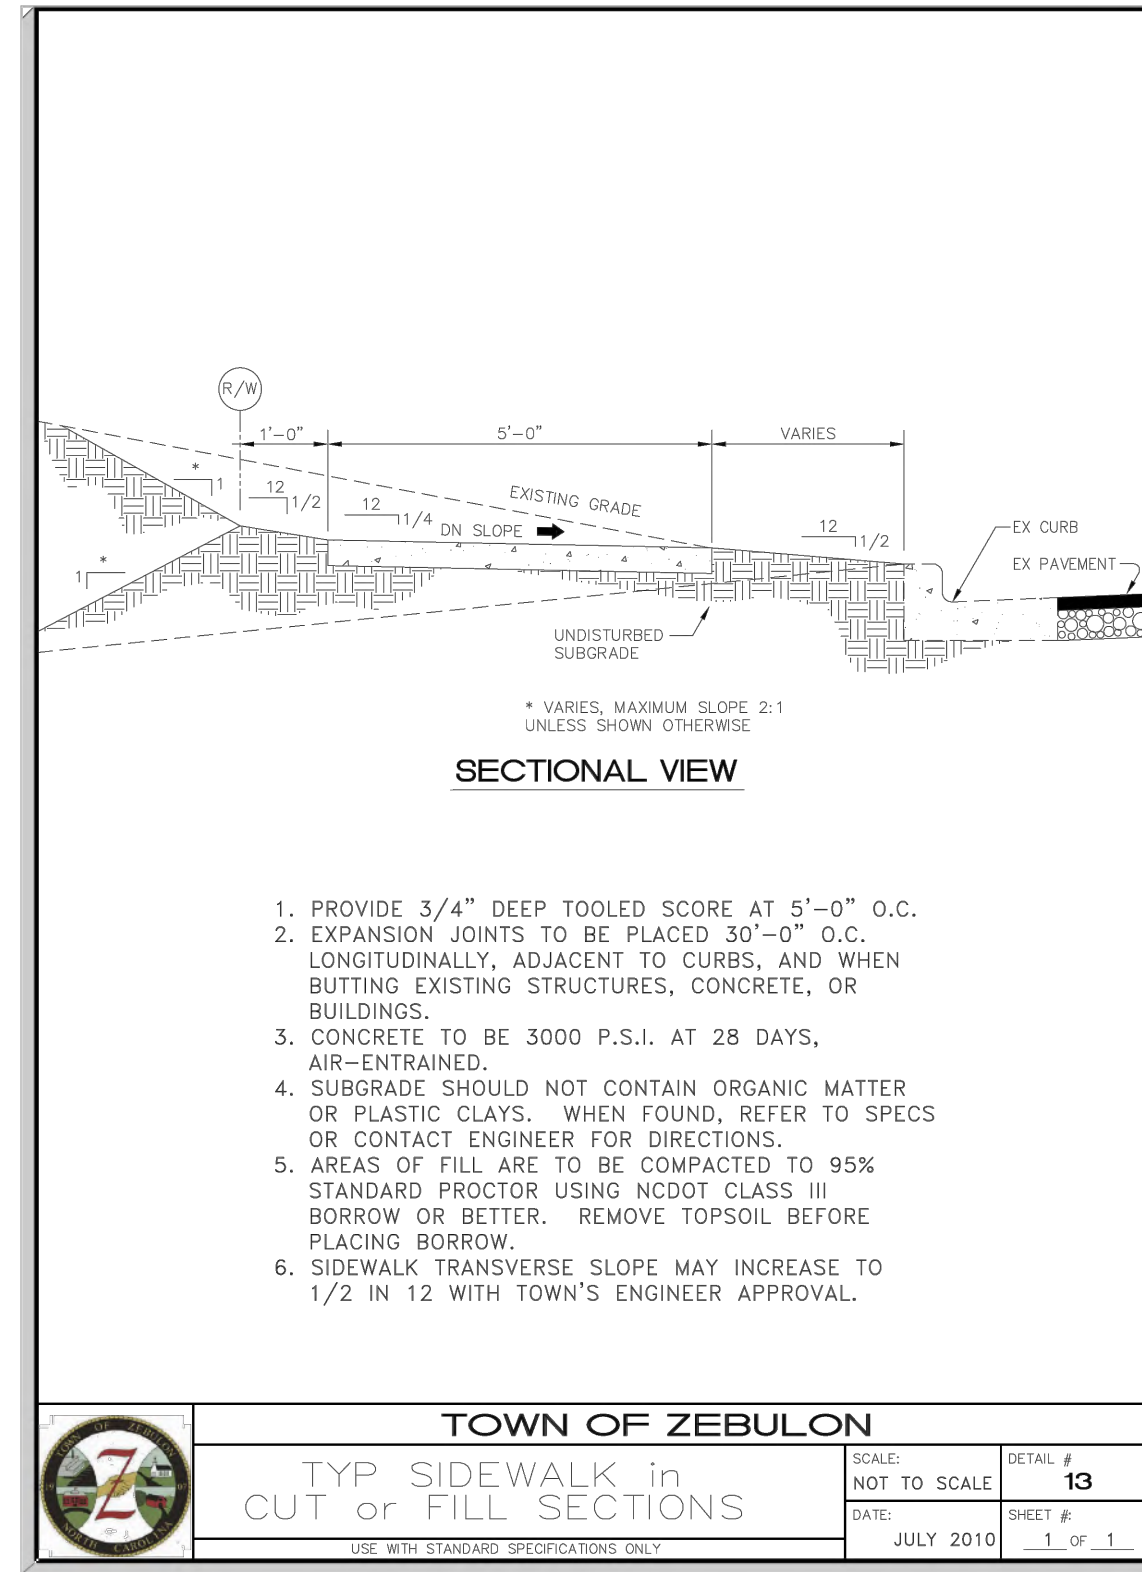 R/W
1'-0"
5'-0"
VARIES
*
1
12
1/2
12
1/4
EXISTING GRADE
DN SLOPE
12
1/2
EX CURB
EX PAVEMENT
*
1
UNDISTURBED
SUBGRADE
* VARIES, MAXIMUM SLOPE 2:1
UNLESS SHOWN OTHERWISE
SECTIONAL VIEW
1. PROVIDE 3/4" DEEP TOOLED SCORE AT 5'-0" O.C.
2. EXPANSION JOINTS TO BE PLACED 30'-0" O.C.
LONGITUDINALLY, ADJACENT TO CURBS, AND WHEN
BUTTING EXISTING STRUCTURES, CONCRETE, OR
BUILDINGS.
3. CONCRETE TO BE 3000 P.S.I. AT 28 DAYS,
AIR-ENTRAINED.
4. SUBGRADE SHOULD NOT CONTAIN ORGANIC MATTER
OR PLASTIC CLAYS. WHEN FOUND, REFER TO SPECS
OR CONTACT ENGINEER FOR DIRECTIONS.
5. AREAS OF FILL ARE TO BE COMPACTED TO 95%
STANDARD PROCTOR USING NCDOT CLASS III
BORROW OR BETTER. REMOVE TOPSOIL BEFORE
PLACING BORROW.
6. SIDEWALK TRANSVERSE SLOPE MAY INCREASE TO
1/2 IN 12 WITH TOWN'S ENGINEER APPROVAL.
TOWN OF ZEBULON
19 Z 07
NORTH CAROLINA
TOWN OF ZEBULON
TYP SIDEWALK in
CUT or FILL SECTIONS
USE WITH STANDARD SPECIFICATIONS ONLY
SCALE:
NOT TO SCALE
DETAIL #
13
DATE:
JULY 2010
SHEET #:
1 OF 1